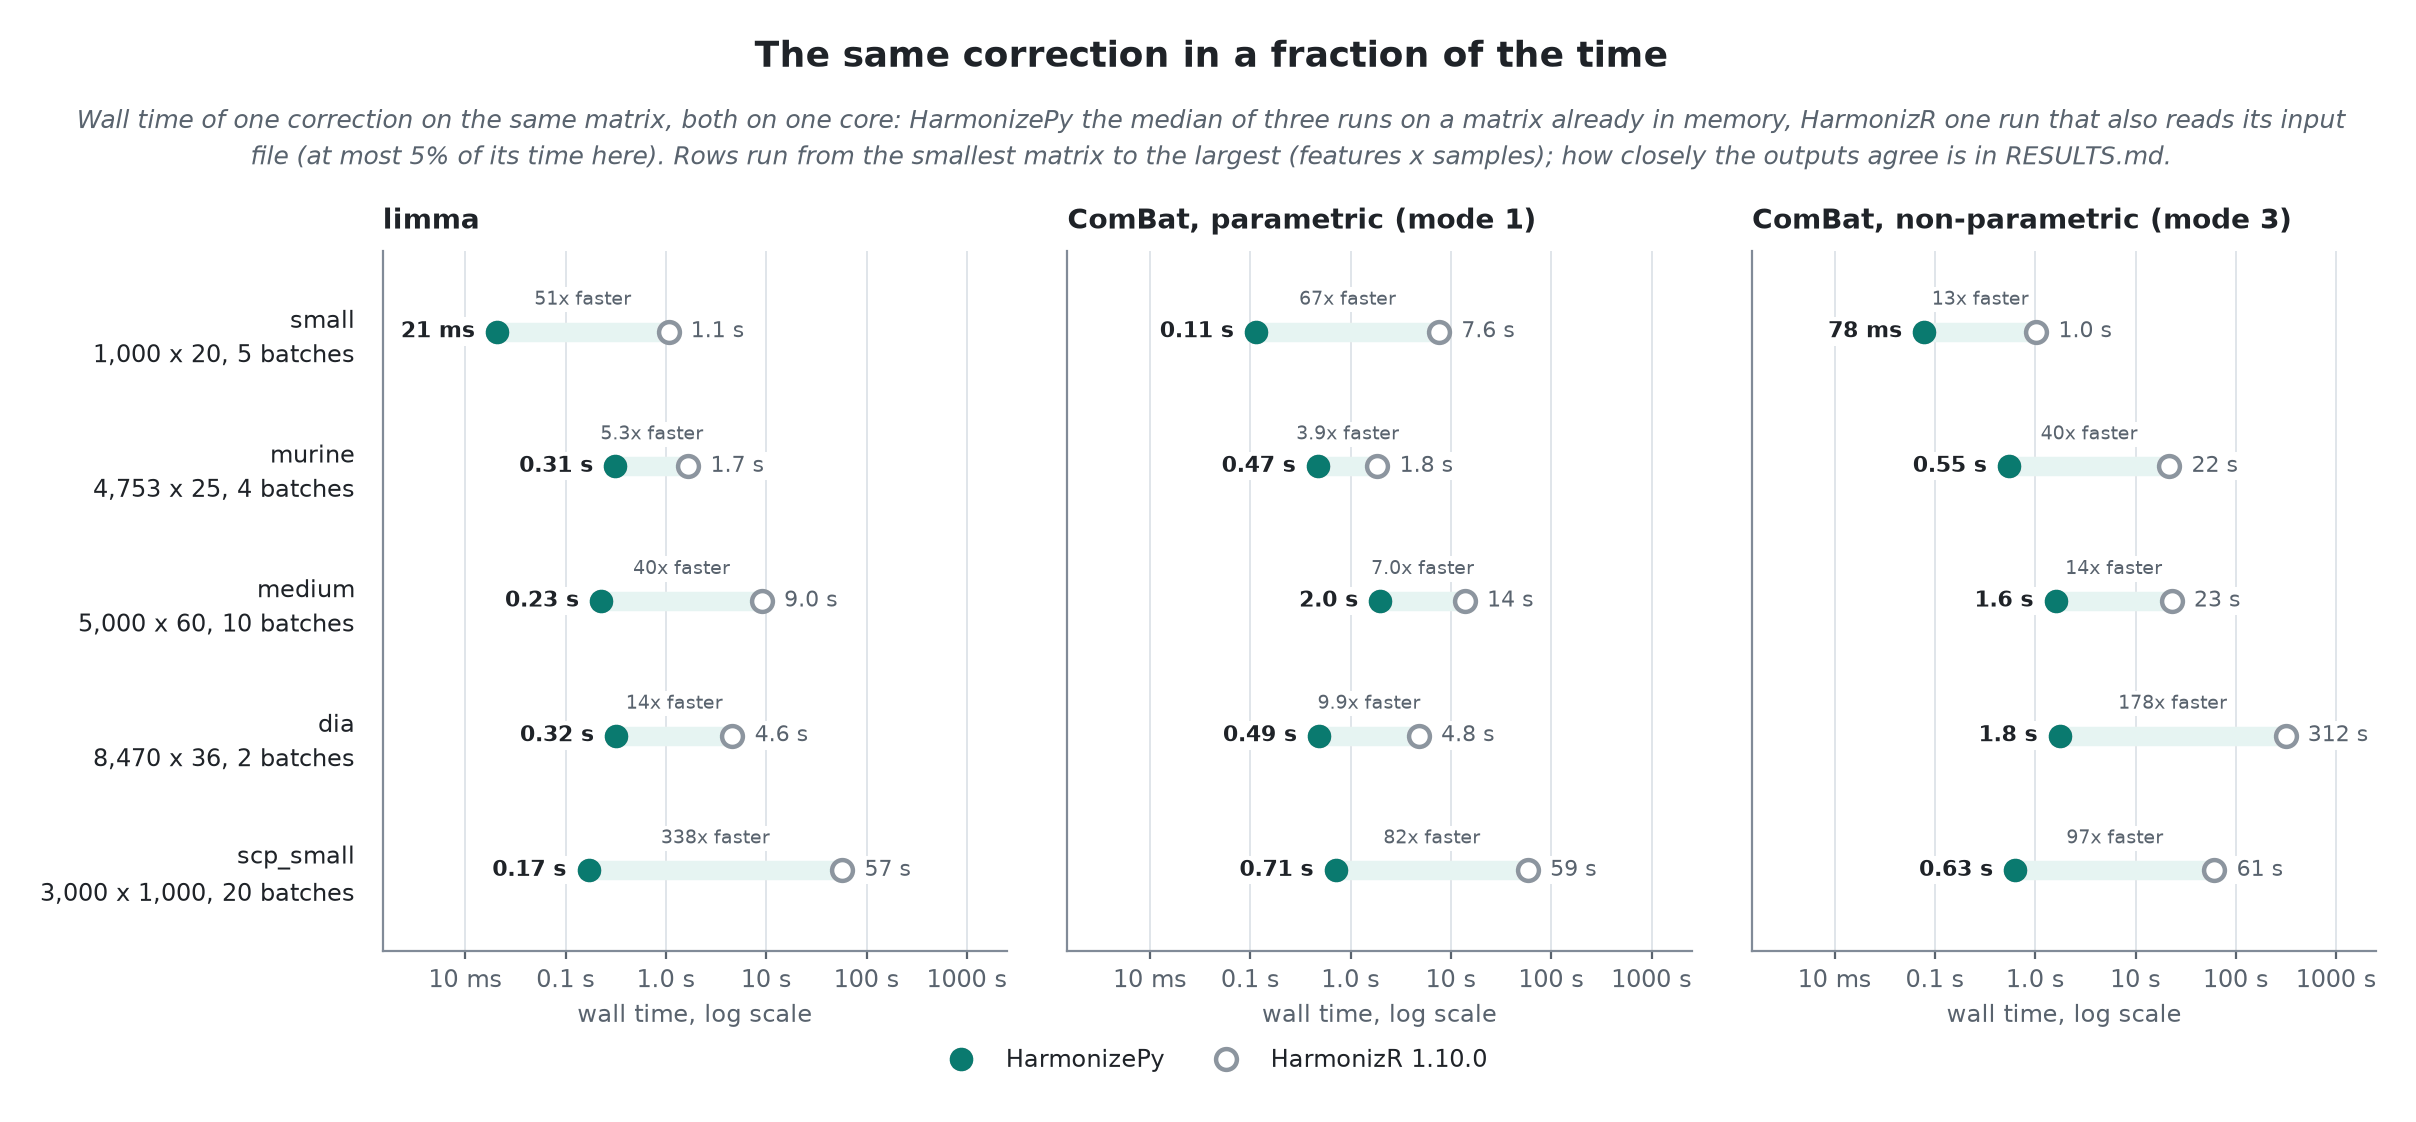 The same correction in a fraction of the time
Wall time of one correction on the same matrix, both on one core: HarmonizePy the median of three runs on a matrix already in memory, HarmonizR one run that also reads its input
file (at most 5% of its time here). Rows run from the smallest matrix to the largest (features x samples); how closely the outputs agree is in RESULTS.md.
limma
small
1,000 x 20, 5 batches
51x faster
21 ms
1.1 s
murine
4,753 x 25, 4 batches
5.3x faster
0.31 s
1.7 s
medium
5,000 x 60, 10 batches
40x faster
0.23 s
9.0 s
dia
8,470 x 36, 2 batches
14x faster
0.32 s
4.6 s
scp_small
3,000 x 1,000, 20 batches
338x faster
0.17 s
57 s
10 ms 0.1 s 1.0 s 10 s 100 s 1000 s
wall time, log scale
ComBat, parametric (mode 1)
67x faster
0.11 s
7.6 s
3.9x faster
0.47 s
1.8 s
7.0x faster
2.0 s
14 s
9.9x faster
0.49 s
4.8 s
82x faster
0.71 s
59 s
10 ms 0.1 s 1.0 s 10 s 100 s 1000 s
wall time, log scale
ComBat, non-parametric (mode 3)
13x faster
78 ms
1.0 s
40x faster
0.55 s
22 s
14x faster
1.6 s
23 s
178x faster
1.8 s
312 s
97x faster
0.63 s
61 s
10 ms 0.1 s 1.0 s 10 s 100 s 1000 s
wall time, log scale
HarmonizePy
HarmonizR 1.10.0